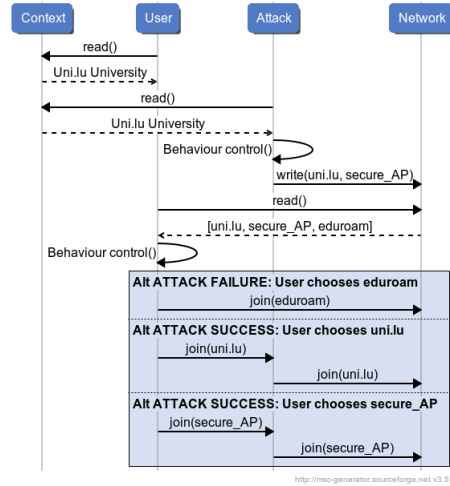 Context User Attack Network
read()
Uni.lu University
read()
Uni.lu University
Behaviour control()
write(uni.lu, secure_AP)
read()
[uni.lu, secure_AP, eduroam]
Behaviour control()
Alt ATTACK FAILURE: User chooses eduroam
join(eduroam)
Alt ATTACK SUCCESS: User chooses uni.lu
join(uni.lu)
join(uni.lu)
Alt ATTACK SUCCESS: User chooses secure_AP
join(secure_AP)
join(secure_AP)
http://msc-generator.sourceforge.net v3.5